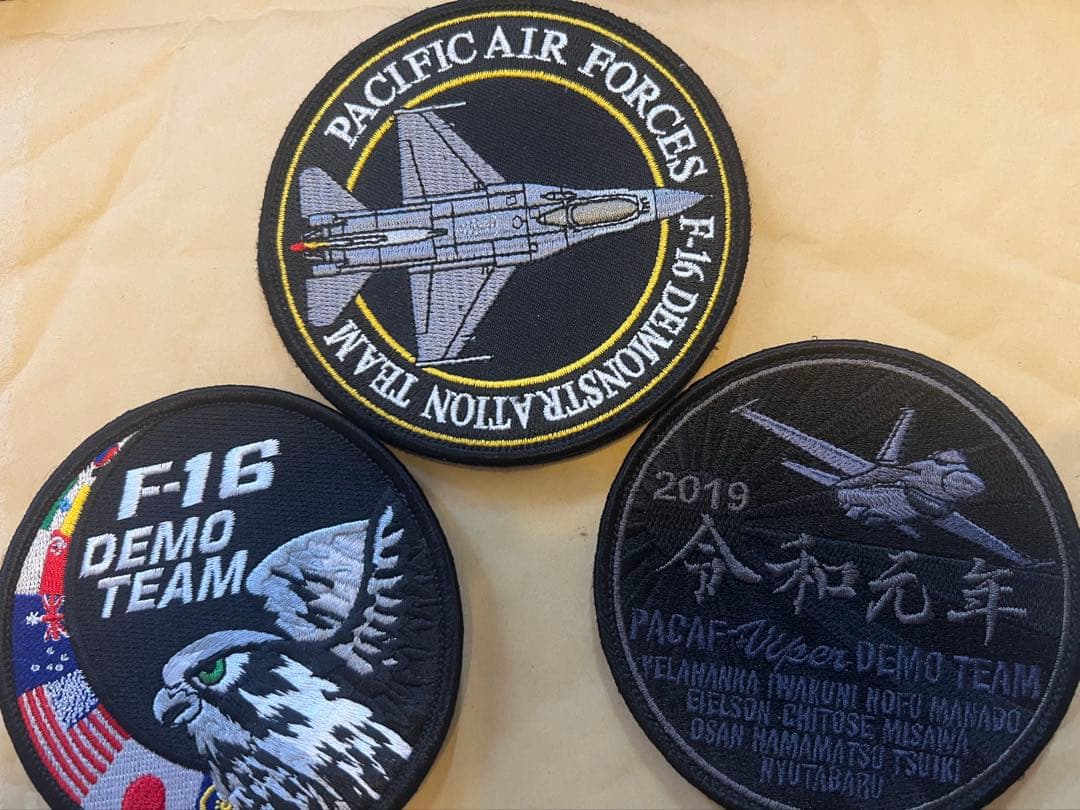 PACIFIC AIR FORCES F-16 DEMONSTRATION TEAM
F-16
DEMO
TEAM
2019
令和元年
PACAF Viper DEMO TEAM
YELAHANKA IWAKUNI HOFU MANADO
EIELSON CHITOSE MISAWA
OSAN HAMAMATSU TSUIKI
NYUTABARU